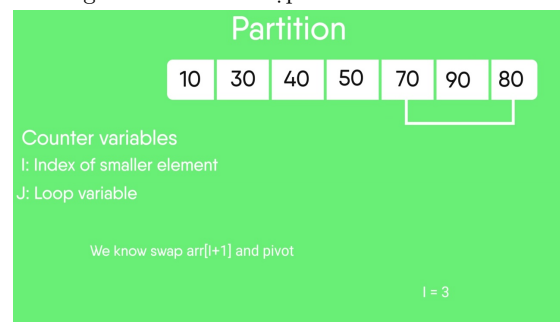 Partition
10 30 40 50 70 90 80
Counter variables
I: Index of smaller element
J: Loop variable
We know swap arr[I+1] and pivot
I = 3